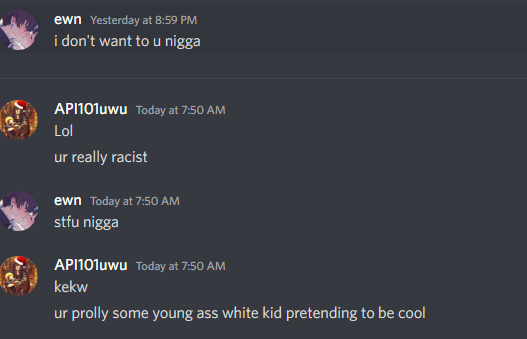 ewn Yesterday at 8:59 PM
i don't want to u nigga
API101uwu Today at 7:50 AM
Lol
ur really racist
ewn Today at 7:50 AM
stfu nigga
API101uwu Today at 7:50 AM
kekw
ur prolly some young ass white kid pretending to be cool